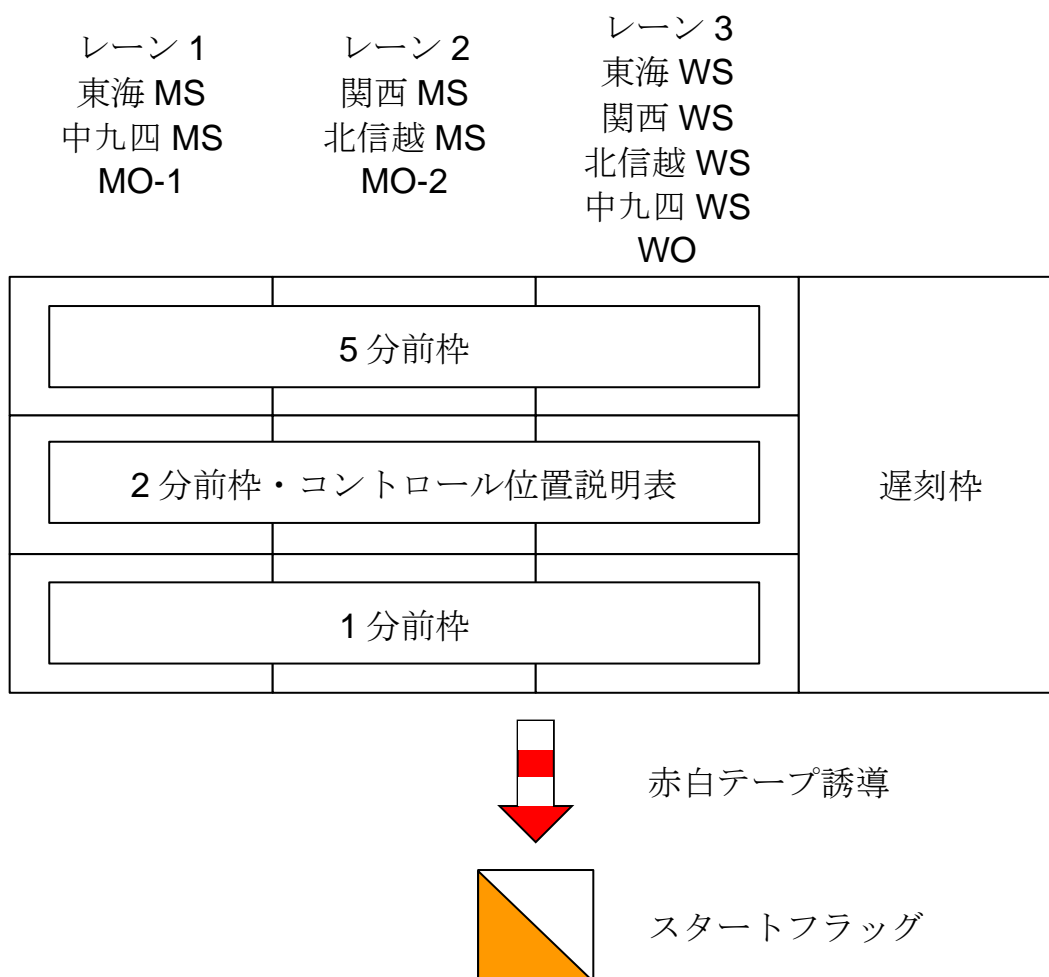 レーン 1
東海 MS
中九四 MS
MO-1
レーン 2
関西 MS
北信越 MS
MO-2
レーン 3
東海 WS
関西 WS
北信越 WS
中九四 WS
WO
5 分前枠
2 分前枠・コントロール位置説明表
1 分前枠
遅刻枠
赤白テープ誘導
スタートフラッグ